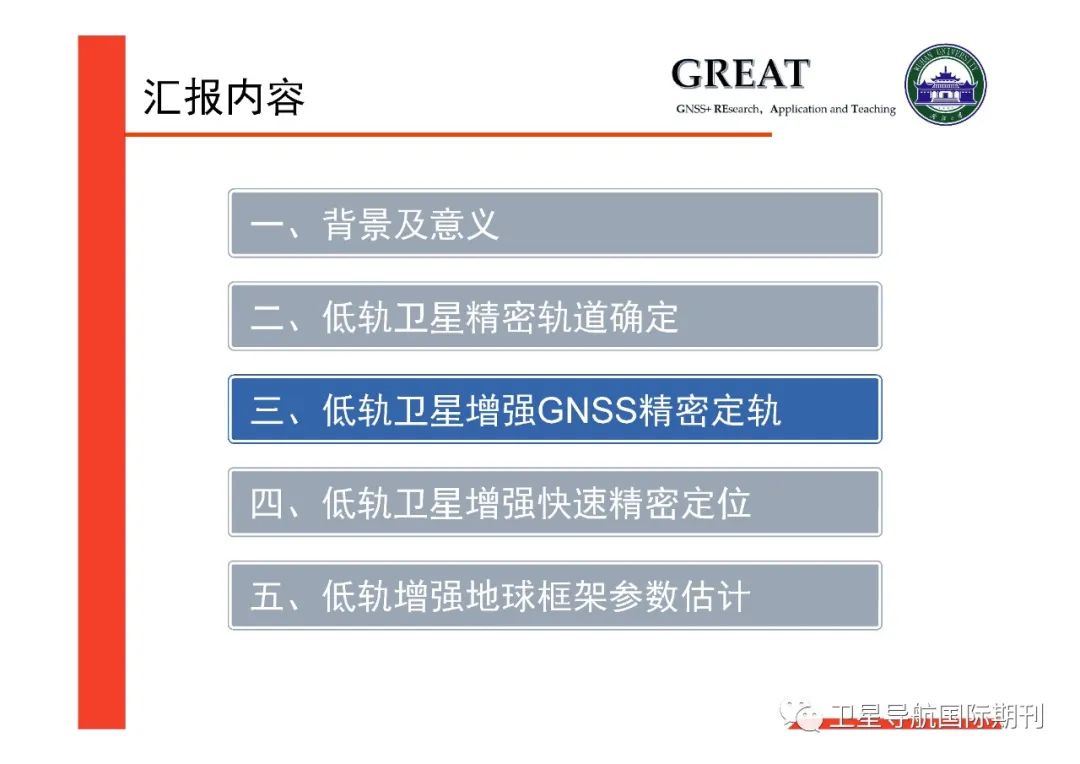 汇报内容
GREAT
GNSS+ REsearch, Application and Teaching
WUHAN UNIVERSITY
一、背景及意义
二、低轨卫星精密轨道确定
三、低轨卫星增强GNSS精密定轨
四、低轨卫星增强快速精密定位
五、低轨增强地球框架参数估计
卫星导航国际期刊